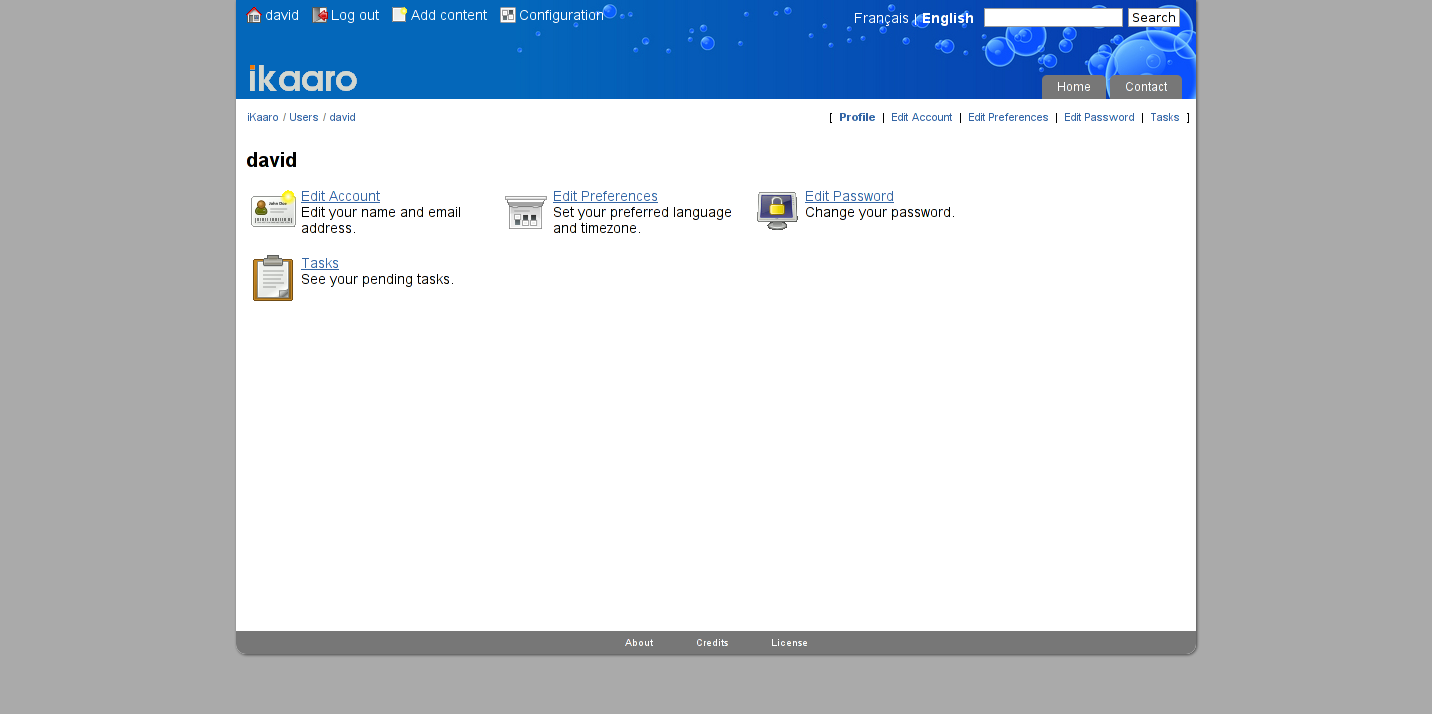 david Log out Add content Configuration
Français | English Search
ikaaro
Home Contact
iKaaro / Users / david
[ Profile | Edit Account | Edit Preferences | Edit Password | Tasks ]
david
Edit Account
Edit your name and email
address.
Edit Preferences
Set your preferred language
and timezone.
Edit Password
Change your password.
Tasks
See your pending tasks.
About Credits License